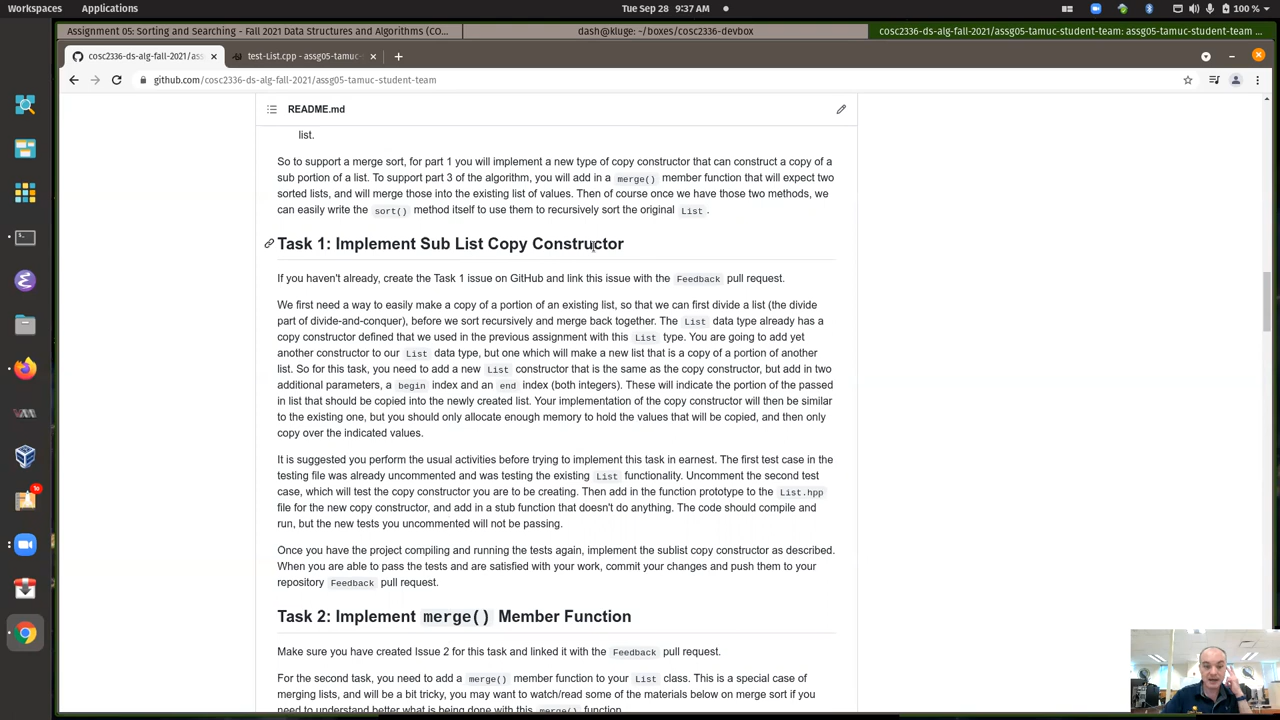 Workspaces Applications Tue Sep 28 9:37 AM 100 %
Assignment 05: Sorting and Searching - Fall 2021 Data Structures and Algorithms (CO... dash@kluge: ~/boxes/cosc2336-devbox cosc2336-ds-alg-fall-2021/assg05-tamuc-student-team: assg05-tamuc-student-team ...
cosc2336-ds-alg-fall-2021/ass test-List.cpp - assg05-tamuc-
github.com/cosc2336-ds-alg-fall-2021/assg05-tamuc-student-team
README.md
list.
So to support a merge sort, for part 1 you will implement a new type of copy constructor that can construct a copy of a
sub portion of a list. To support part 3 of the algorithm, you will add in a merge() member function that will expect two
sorted lists, and will merge those into the existing list of values. Then of course once we have those two methods, we
can easily write the sort() method itself to use them to recursively sort the original List.
Task 1: Implement Sub List Copy Constructor
If you haven't already, create the Task 1 issue on GitHub and link this issue with the Feedback pull request.
We first need a way to easily make a copy of a portion of an existing list, so that we can first divide a list (the divide
part of divide-and-conquer), before we sort recursively and merge back together. The List data type already has a
copy constructor defined that we used in the previous assignment with this List type. You are going to add yet
another constructor to our List data type, but one which will make a new list that is a copy of a portion of another
list. So for this task, you need to add a new List constructor that is the same as the copy constructor, but add in two
additional parameters, a begin index and an end index (both integers). These will indicate the portion of the passed
in list that should be copied into the newly created list. Your implementation of the copy constructor will then be similar
to the existing one, but you should only allocate enough memory to hold the values that will be copied, and then only
copy over the indicated values.
It is suggested you perform the usual activities before trying to implement this task in earnest. The first test case in the
testing file was already uncommented and was testing the existing List functionality. Uncomment the second test
case, which will test the copy constructor you are to be creating. Then add in the function prototype to the List.hpp
file for the new copy constructor, and add in a stub function that doesn't do anything. The code should compile and
run, but the new tests you uncommented will not be passing.
Once you have the project compiling and running the tests again, implement the sublist copy constructor as described.
When you are able to pass the tests and are satisfied with your work, commit your changes and push them to your
repository Feedback pull request.
Task 2: Implement merge() Member Function
Make sure you have created Issue 2 for this task and linked it with the Feedback pull request.
For the second task, you need to add a merge() member function to your List class. This is a special case of
merging lists, and will be a bit tricky, you may want to watch/read some of the materials below on merge sort if you
need to understand better what is being done with this merge() function.